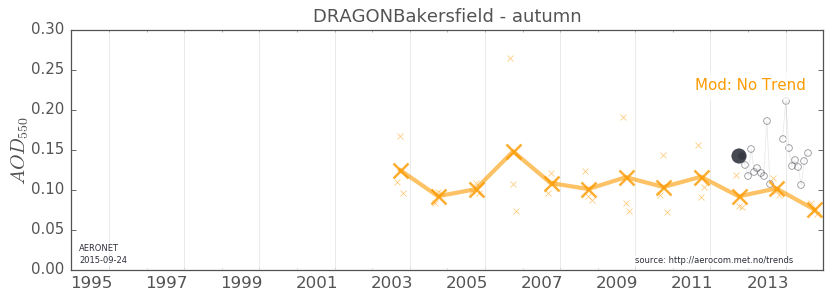 DRAGONBakersfield - autumn
0.30
0.25
0.20
0.15
0.10
0.05
0.00
AOD550
Mod: No Trend
AERONET
2015-09-24
source: http://aerocom.met.no/trends
1995 1997 1999 2001 2003 2005 2007 2009 2011 2013